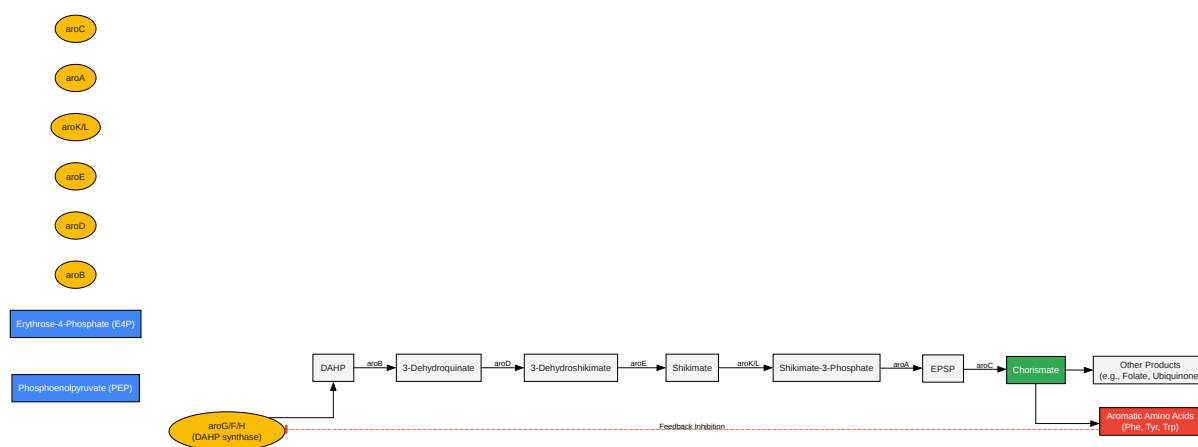 aroC
aroA
aroK/L
aroE
aroD
aroB
Erythrose-4-Phosphate (E4P)
Phosphoenolpyruvate (PEP)
aroG/F/H
(DAHP synthase)
DAHP
aroB
3-Dehydroquinate
aroD
3-Dehydroshikimate
aroE
Shikimate
aroK/L
Shikimate-3-Phosphate
aroA
EPSP
aroC
Chorismate
Other Products
(e.g., Folate, Ubiquinone)
Aromatic Amino Acids
(Phe, Tyr, Trp)
Feedback Inhibition